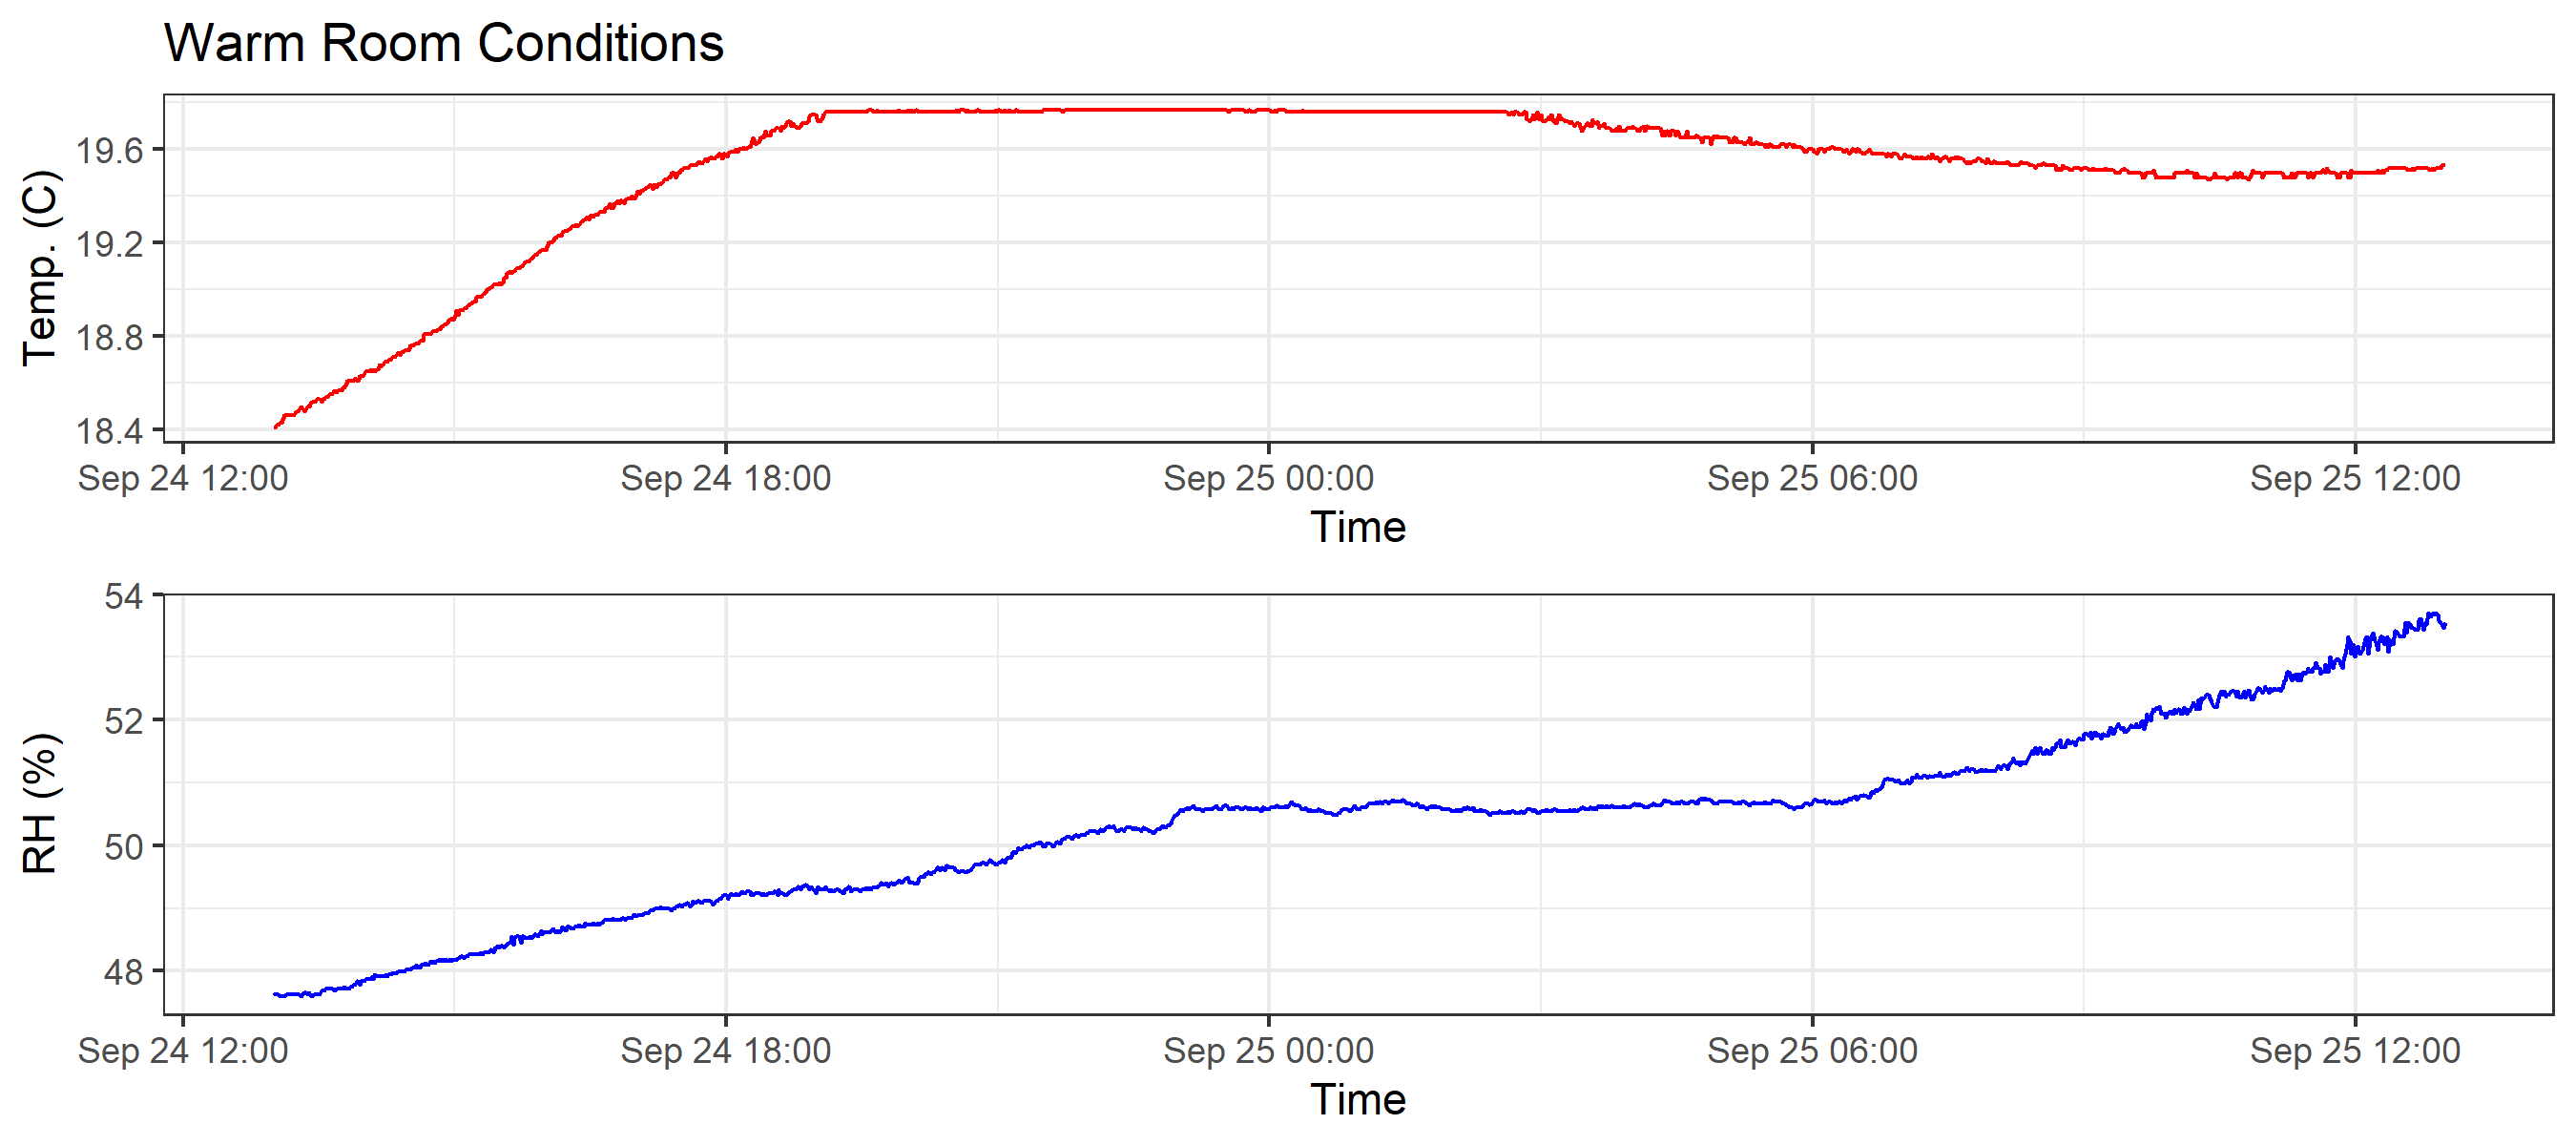 Warm Room Conditions
Temp. (C)
19.6
19.2
18.8
18.4
Sep 24 12:00 Sep 24 18:00 Sep 25 00:00 Sep 25 06:00 Sep 25 12:00
Time
RH (%)
54
52
50
48
Sep 24 12:00 Sep 24 18:00 Sep 25 00:00 Sep 25 06:00 Sep 25 12:00
Time